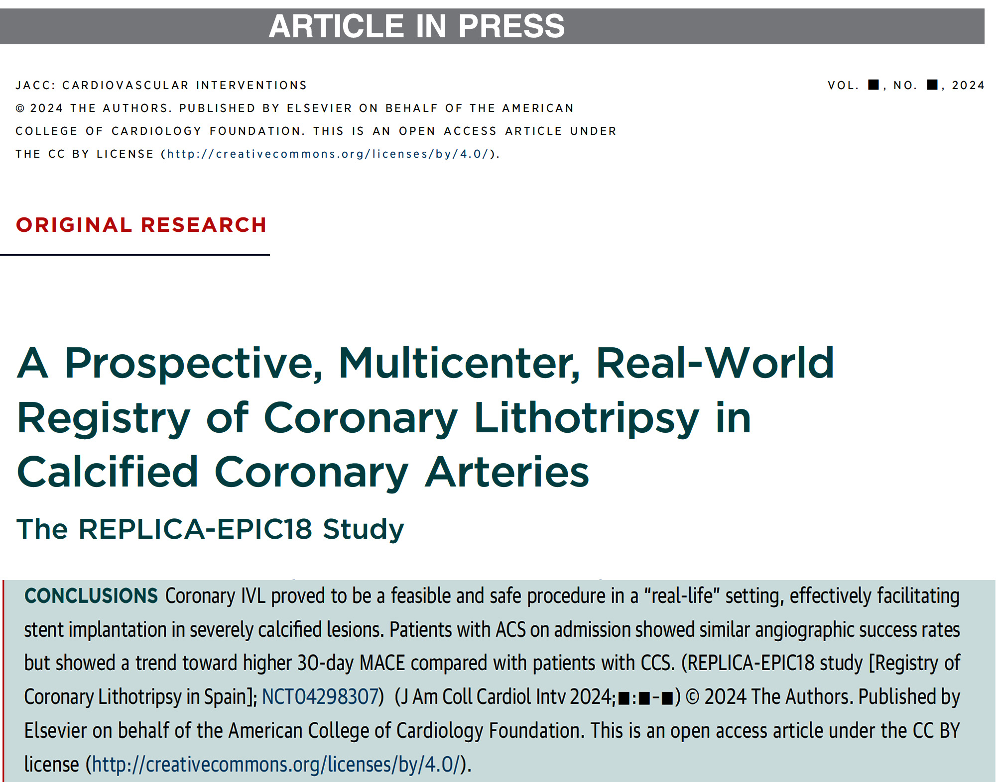 ARTICLE IN PRESS
JACC: CARDIOVASCULAR INTERVENTIONS
VOL. ■, NO. ■, 2024
© 2024 THE AUTHORS. PUBLISHED BY ELSEVIER ON BEHALF OF THE AMERICAN
COLLEGE OF CARDIOLOGY FOUNDATION. THIS IS AN OPEN ACCESS ARTICLE UNDER
THE CC BY LICENSE (http://creativecommons.org/licenses/by/4.0/).
ORIGINAL RESEARCH
A Prospective, Multicenter, Real-World
Registry of Coronary Lithotripsy in
Calcified Coronary Arteries
The REPLICA-EPIC18 Study
CONCLUSIONS Coronary IVL proved to be a feasible and safe procedure in a “real-life” setting, effectively facilitating
stent implantation in severely calcified lesions. Patients with ACS on admission showed similar angiographic success rates
but showed a trend toward higher 30-day MACE compared with patients with CCS. (REPLICA-EPIC18 study [Registry of
Coronary Lithotripsy in Spain]; NCT04298307) (J Am Coll Cardiol Intv 2024;■:■–■) © 2024 The Authors. Published by
Elsevier on behalf of the American College of Cardiology Foundation. This is an open access article under the CC BY
license (http://creativecommons.org/licenses/by/4.0/).